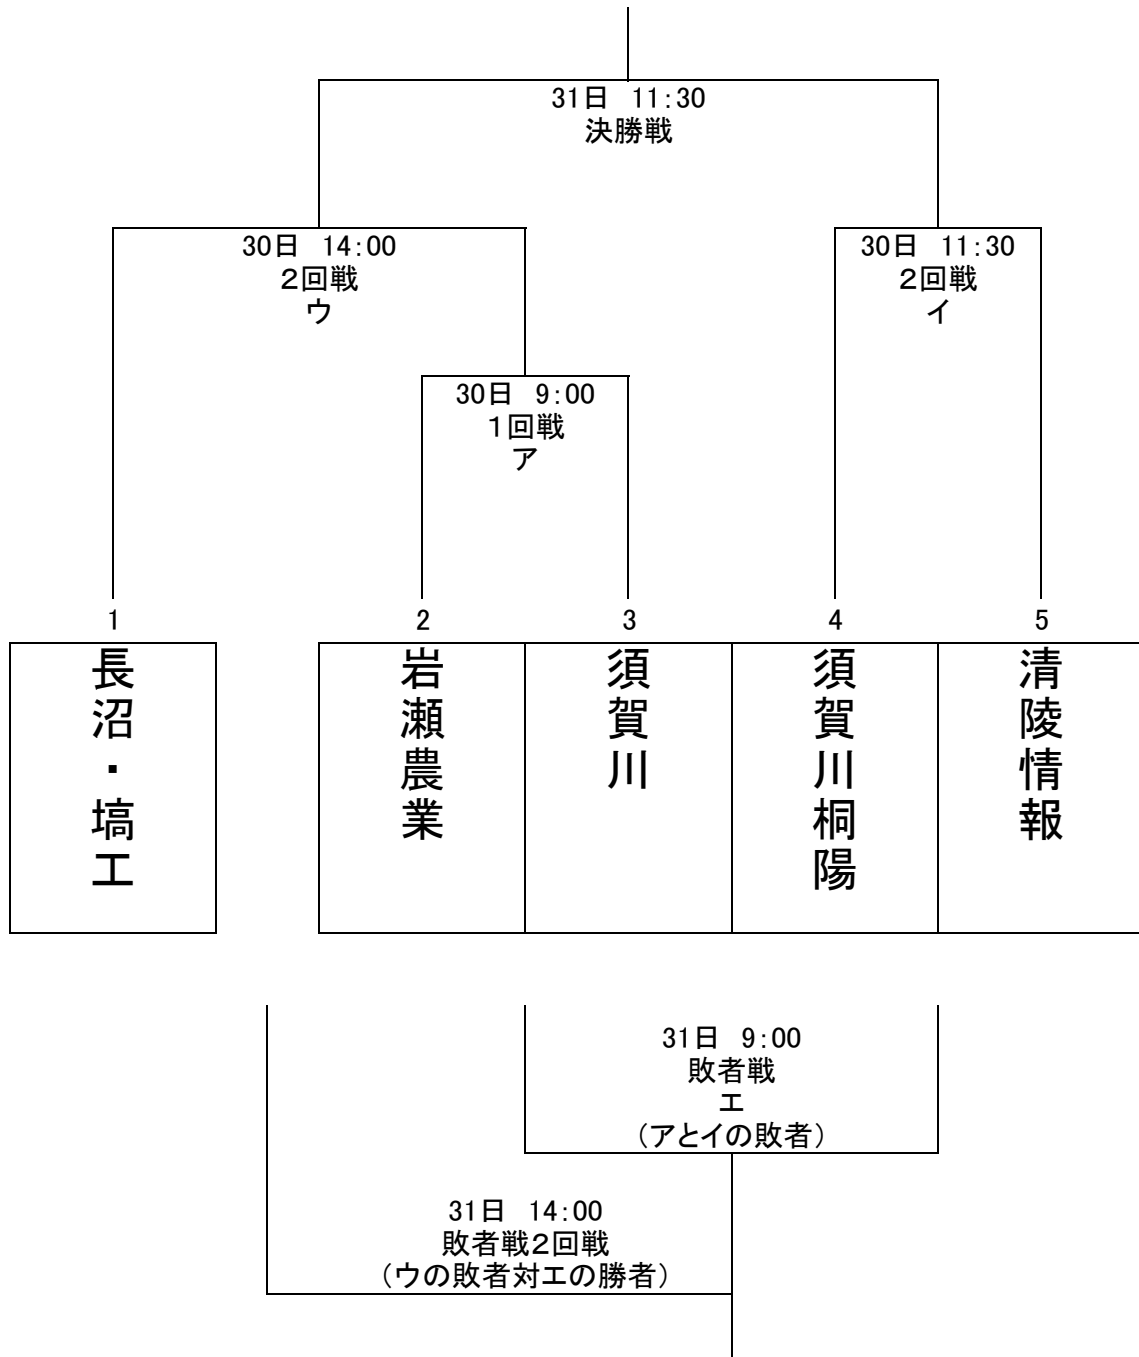 31日 11:30
決勝戦
30日 14:00
２回戦
ウ
30日 11:30
２回戦
イ
30日 9:00
１回戦
ア
1
2
3
4
5
長沼・塙工
岩瀬農業
須賀川
須賀川桐陽
清陵情報
31日 9:00
敗者戦
エ
（アとイの敗者）
31日 14:00
敗者戦２回戦
（ウの敗者対エの勝者）